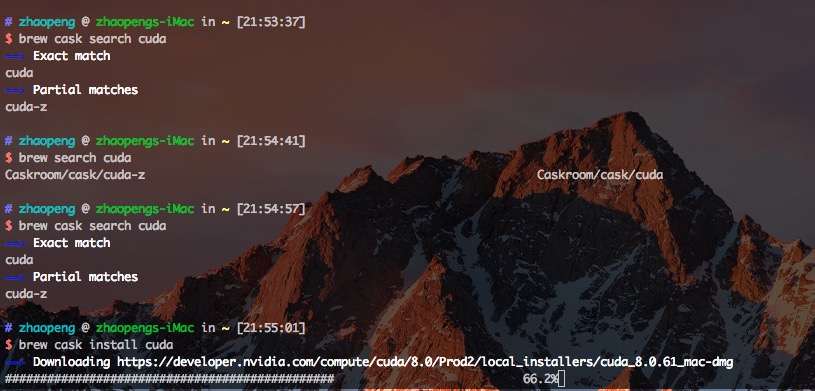 # zhaopeng @ zhaopengs-iMac in ~ [21:53:37]
$ brew cask search cuda
==> Exact match
cuda
==> Partial matches
cuda-z
# zhaopeng @ zhaopengs-iMac in ~ [21:54:41]
$ brew search cuda
Caskroom/cask/cuda-z Caskroom/cask/cuda
# zhaopeng @ zhaopengs-iMac in ~ [21:54:57]
$ brew cask search cuda
==> Exact match
cuda
==> Partial matches
cuda-z
# zhaopeng @ zhaopengs-iMac in ~ [21:55:01]
$ brew cask install cuda
==> Downloading https://developer.nvidia.com/compute/cuda/8.0/Prod2/local_installers/cuda_8.0.61_mac-dmg
############################################### 66.2%